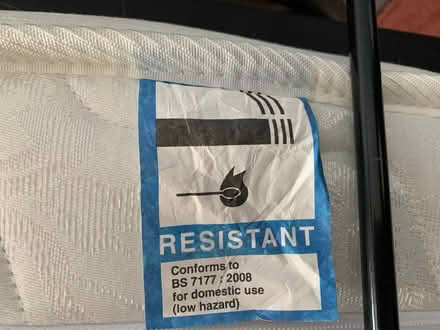 RESISTANT
Conforms to
BS 7177 : 2008
for domestic use
(low hazard)